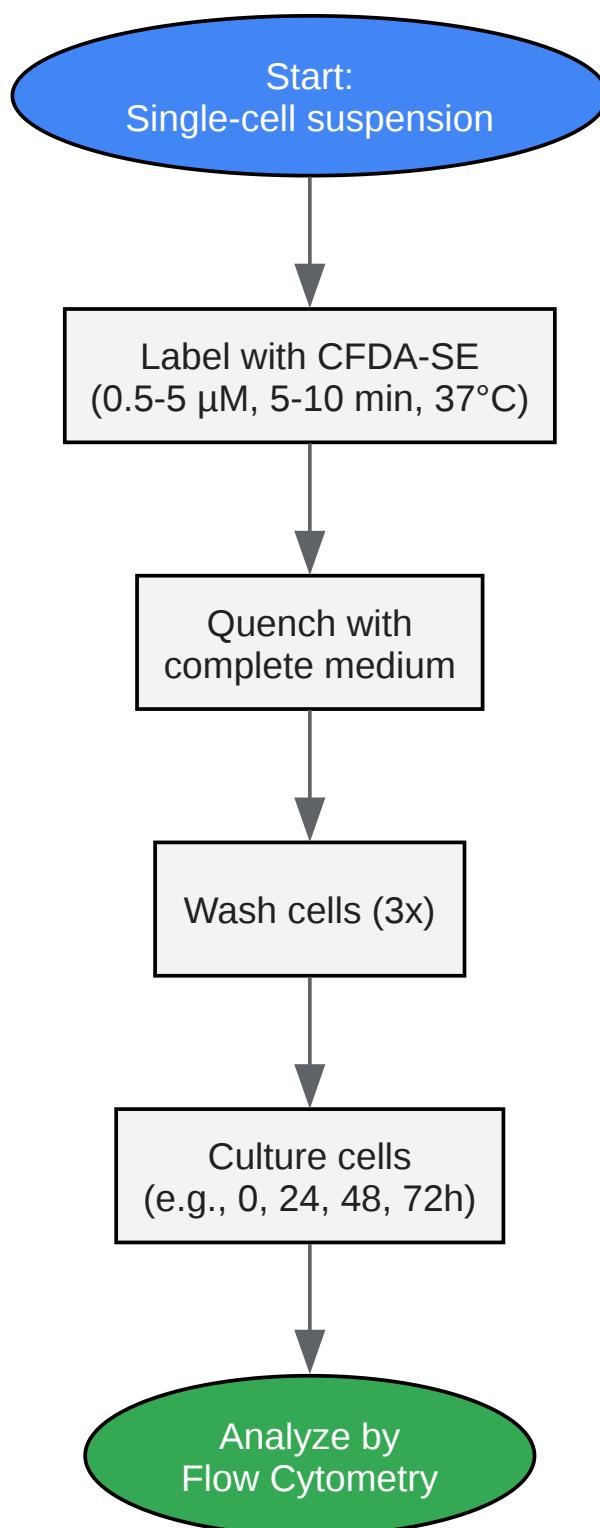 Start:
Single-cell suspension
Label with CFDA-SE
(0.5-5 µM, 5-10 min, 37°C)
Quench with
complete medium
Wash cells (3x)
Culture cells
(e.g., 0, 24, 48, 72h)
Analyze by
Flow Cytometry